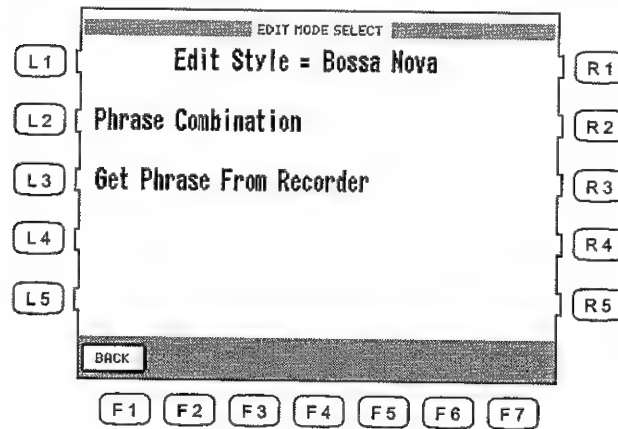 EDIT MODE SELECT
L1 Edit Style = Bossa Nova R1
L2 Phrase Combination R2
L3 Get Phrase From Recorder R3
L4 R4
L5 R5
BACK
F1 F2 F3 F4 F5 F6 F7